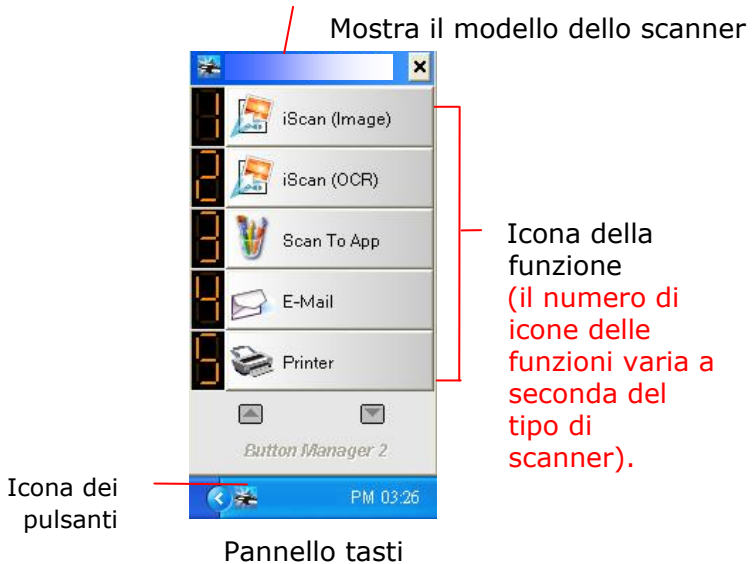 Mostra il modello dello scanner
1 iScan (Image)
2 iScan (OCR)
3 Scan To App
4 E-Mail
5 Printer
Button Manager 2
PM 03:26
Icona della
funzione
(il numero di
icone delle
funzioni varia a
seconda del
tipo di
scanner).
Icona dei
pulsanti
Pannello tasti